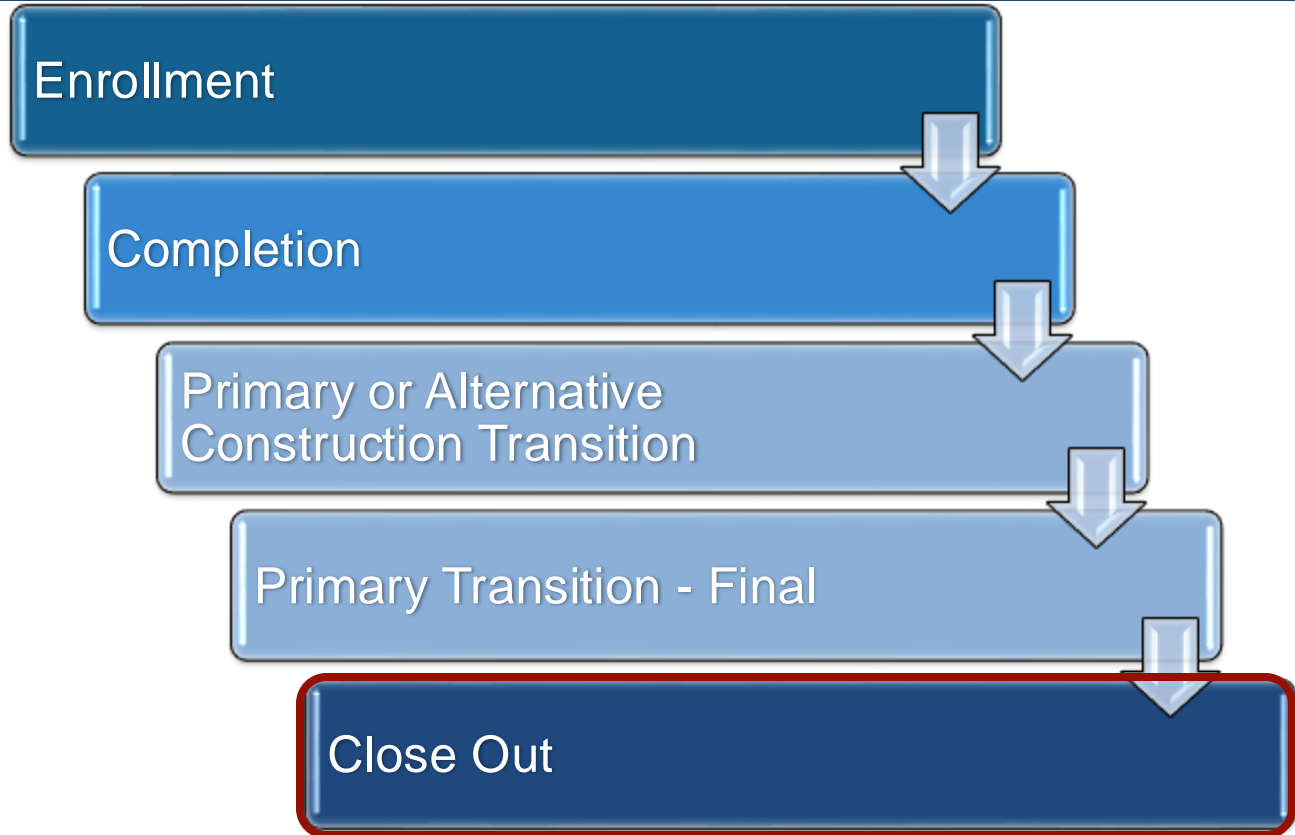 Enrollment
Completion
Primary or Alternative
Construction Transition
Primary Transition - Final
Close Out